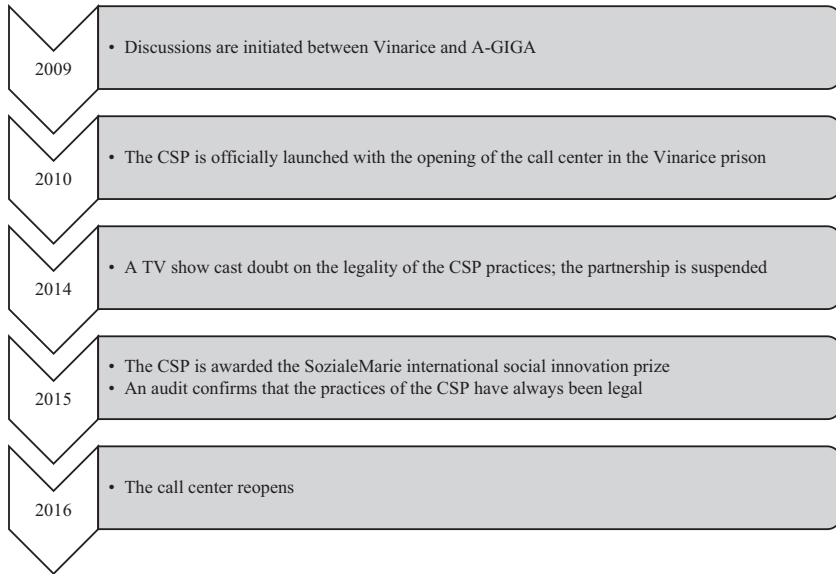 2009
• Discussions are initiated between Vinarice and A-GIGA
2010
• The CSP is officially launched with the opening of the call center in the Vinarice prison
2014
• A TV show cast doubt on the legality of the CSP practices; the partnership is suspended
2015
• The CSP is awarded the SozialeMarie international social innovation prize
• An audit confirms that the practices of the CSP have always been legal
2016
• The call center reopens